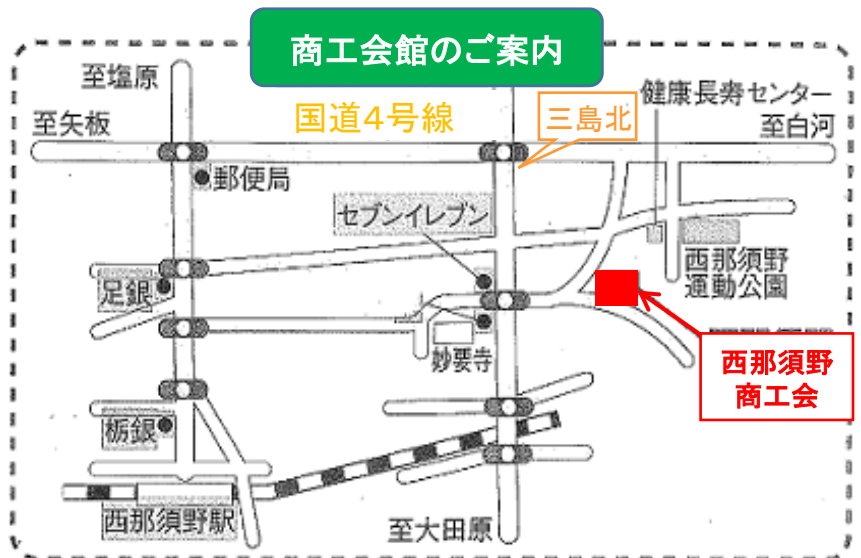 商工会館のご案内
至塩原
国道4号線
三島北
健康長寿センター
至矢板
至白河
郵便局
セブンイレブン
西那須野
運動公園
足銀
妙要寺
西那須野
商工会
栃銀
西那須野駅
至大田原